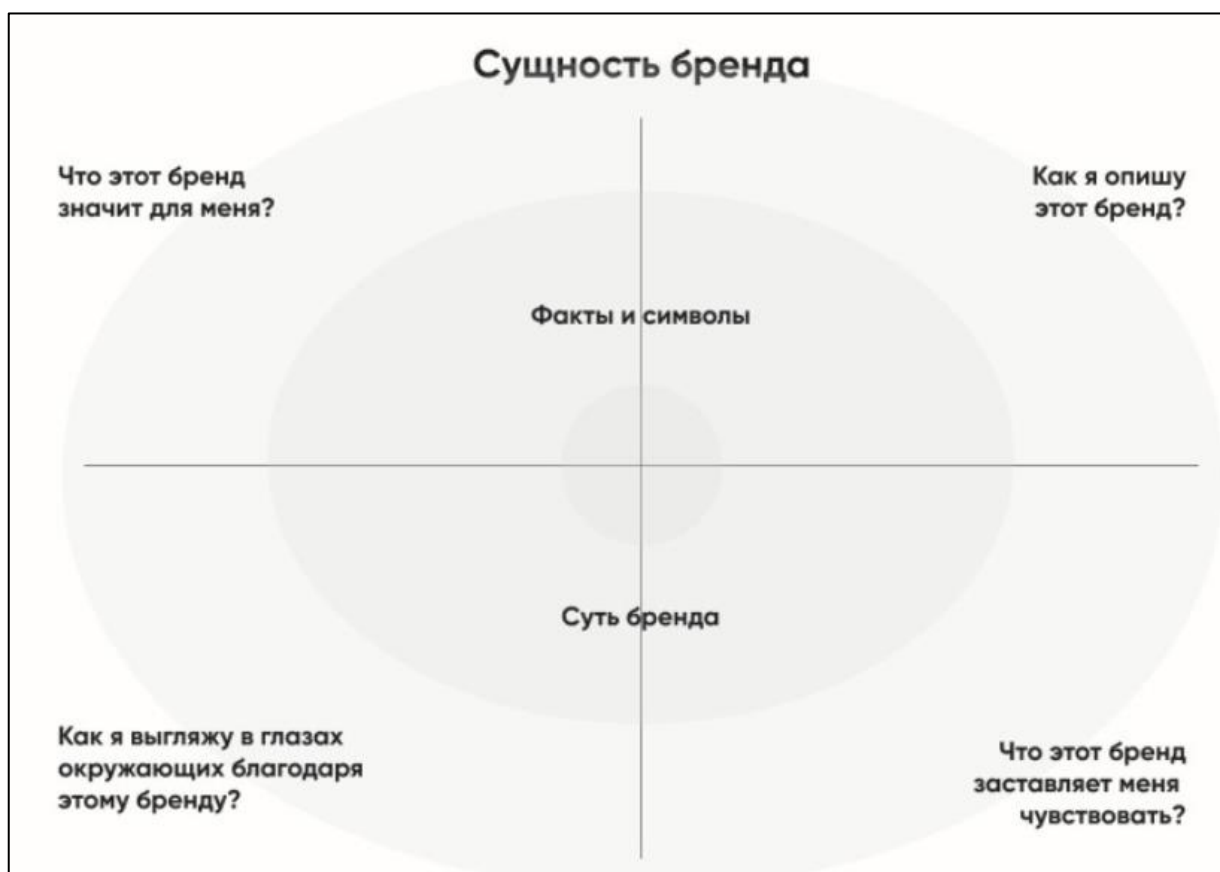 Сущность бренда
Что этот бренд
значит для меня?
Как я опишу
этот бренд?
Факты и символы
Суть бренда
Как я выгляжу в глазах
окружающих благодаря
этому бренду?
Что этот бренд
заставляет меня
чувствовать?